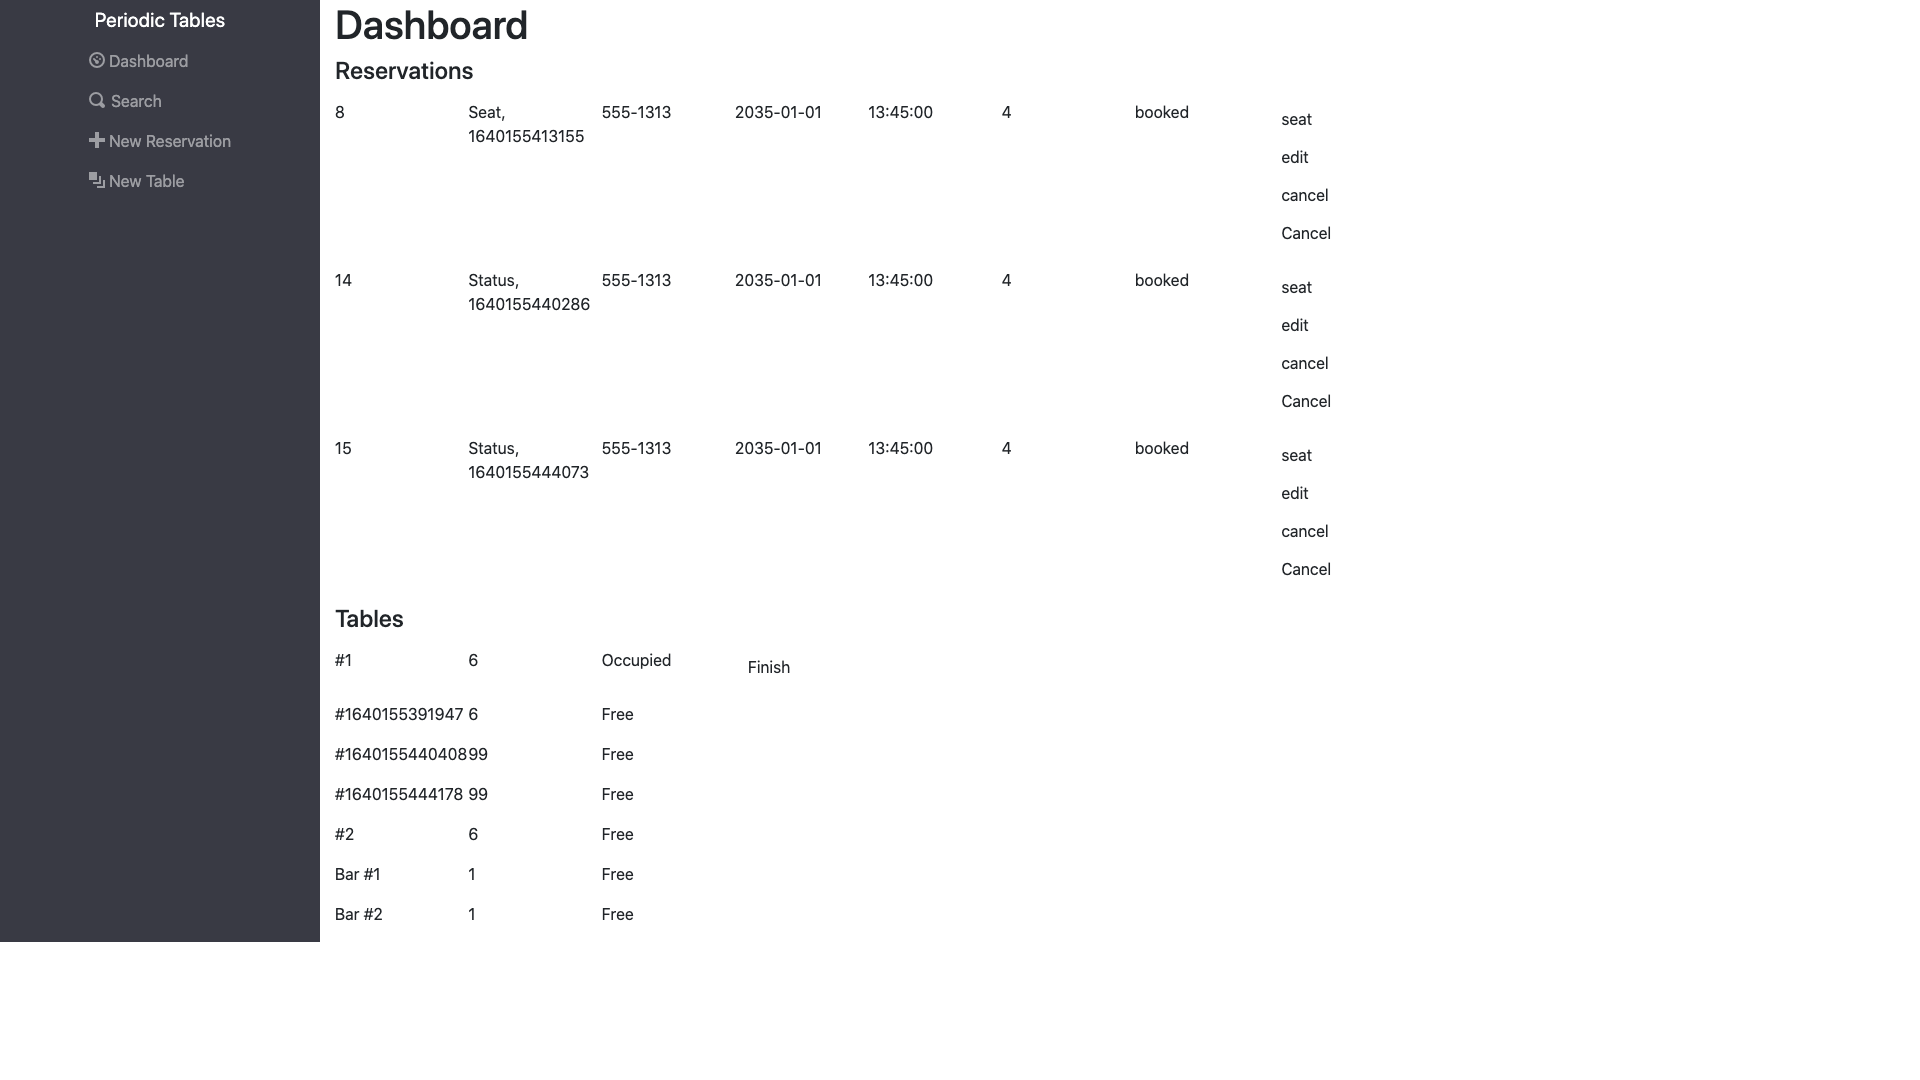 Periodic Tables
Dashboard
Search
New Reservation
New Table
Dashboard
Reservations
8 Seat, 555-1313 2035-01-01 13:45:00 4 booked seat
1640155413155
edit
cancel
Cancel
14 Status, 555-1313 2035-01-01 13:45:00 4 booked seat
1640155440286
edit
cancel
Cancel
15 Status, 555-1313 2035-01-01 13:45:00 4 booked seat
1640155444073
edit
cancel
Cancel
Tables
#1 6 Occupied Finish
#1640155391947 6 Free
#1640155440408 99 Free
#1640155444178 99 Free
#2 6 Free
Bar #1 1 Free
Bar #2 1 Free